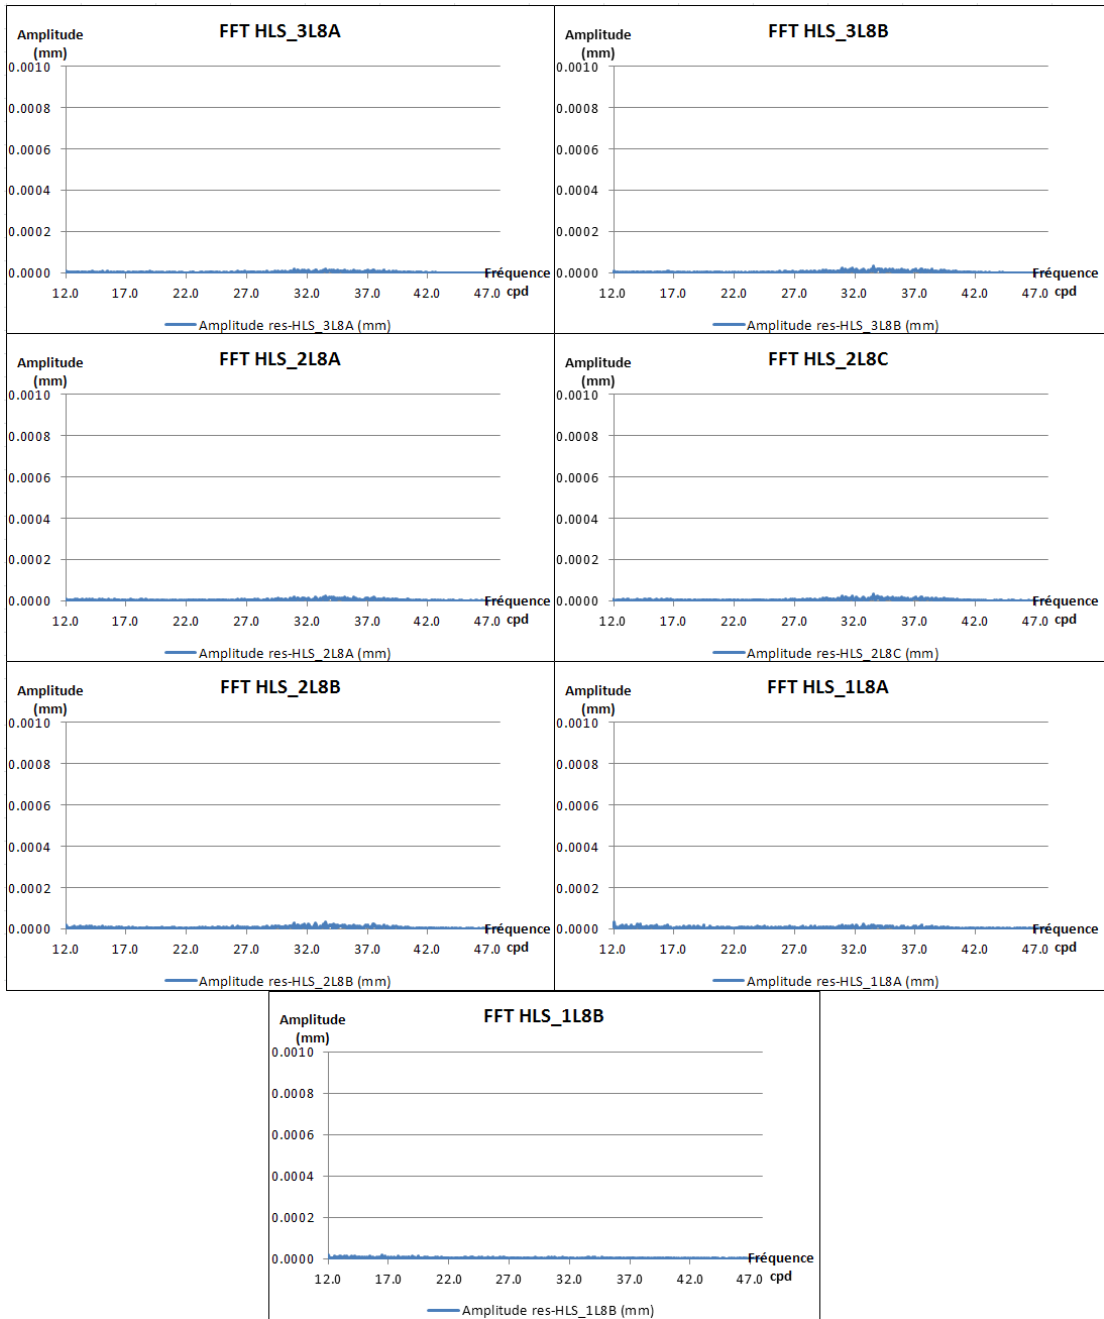 FFT HLS_3L8A
Amplitude
(mm)
0.0010
0.0008
0.0006
0.0004
0.0002
0.0000
12.0 17.0 22.0 27.0 32.0 37.0 42.0 47.0
Fréquence
cpd
Amplitude res-HLS_3L8A (mm)
FFT HLS_3L8B
Amplitude
(mm)
0.0010
0.0008
0.0006
0.0004
0.0002
0.0000
12.0 17.0 22.0 27.0 32.0 37.0 42.0 47.0
Fréquence
cpd
Amplitude res-HLS_3L8B (mm)
FFT HLS_2L8A
Amplitude
(mm)
0.0010
0.0008
0.0006
0.0004
0.0002
0.0000
12.0 17.0 22.0 27.0 32.0 37.0 42.0 47.0
Fréquence
cpd
Amplitude res-HLS_2L8A (mm)
FFT HLS_2L8C
Amplitude
(mm)
0.0010
0.0008
0.0006
0.0004
0.0002
0.0000
12.0 17.0 22.0 27.0 32.0 37.0 42.0 47.0
Fréquence
cpd
Amplitude res-HLS_2L8C (mm)
FFT HLS_2L8B
Amplitude
(mm)
0.0010
0.0008
0.0006
0.0004
0.0002
0.0000
12.0 17.0 22.0 27.0 32.0 37.0 42.0 47.0
Fréquence
cpd
Amplitude res-HLS_2L8B (mm)
FFT HLS_1L8A
Amplitude
(mm)
0.0010
0.0008
0.0006
0.0004
0.0002
0.0000
12.0 17.0 22.0 27.0 32.0 37.0 42.0 47.0
Fréquence
cpd
Amplitude res-HLS_1L8A (mm)
FFT HLS_1L8B
Amplitude
(mm)
0.0010
0.0008
0.0006
0.0004
0.0002
0.0000
12.0 17.0 22.0 27.0 32.0 37.0 42.0 47.0
Fréquence
cpd
Amplitude res-HLS_1L8B (mm)